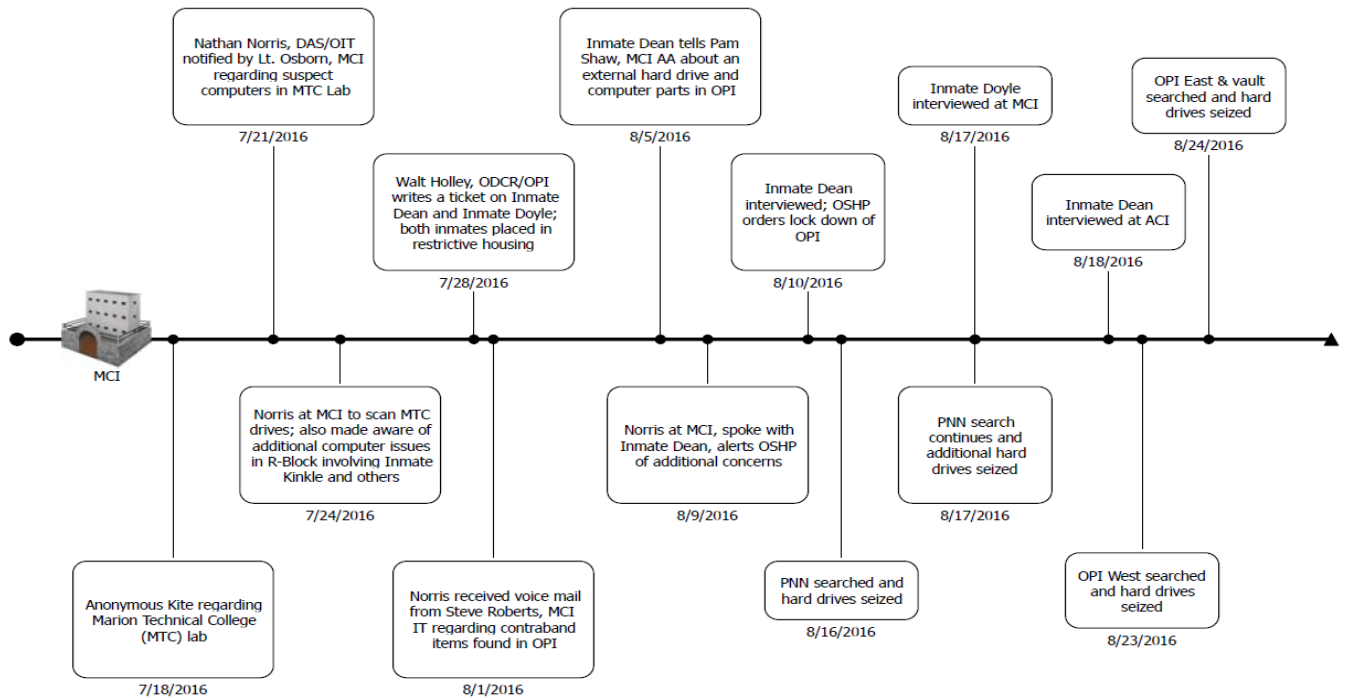 Nathan Norris, DAS/OIT
notified by Lt. Osborn, MCI
regarding suspect
computers in MTC Lab
7/21/2016
Inmate Dean tells Pam
Shaw, MCI AA about an
external hard drive and
computer parts in OPI
8/5/2016
Inmate Doyle
interviewed at MCI
8/17/2016
OPI East & vault
searched and hard
drives seized
8/24/2016
Walt Holley, ODCR/OPI
writes a ticket on Inmate
Dean and Inmate Doyle;
both inmates placed in
restrictive housing
7/28/2016
Inmate Dean
interviewed; OSHP
orders lock down of
OPI
8/10/2016
Inmate Dean
interviewed at ACI
8/18/2016
MCI
Norris at MCI to scan MTC
drives; also made aware of
additional computer issues
in R-Block involving Inmate
Kinkle and others
7/24/2016
Norris at MCI, spoke with
Inmate Dean, alerts OSHP
of additional concerns
8/9/2016
PNN search
continues and
additional hard
drives seized
8/17/2016
Anonymous Kite regarding
Marion Technical College
(MTC) lab
7/18/2016
Norris received voice mail
from Steve Roberts, MCI
IT regarding contraband
items found in OPI
8/1/2016
PNN searched and
hard drives seized
8/16/2016
OPI West searched
and hard drives
seized
8/23/2016